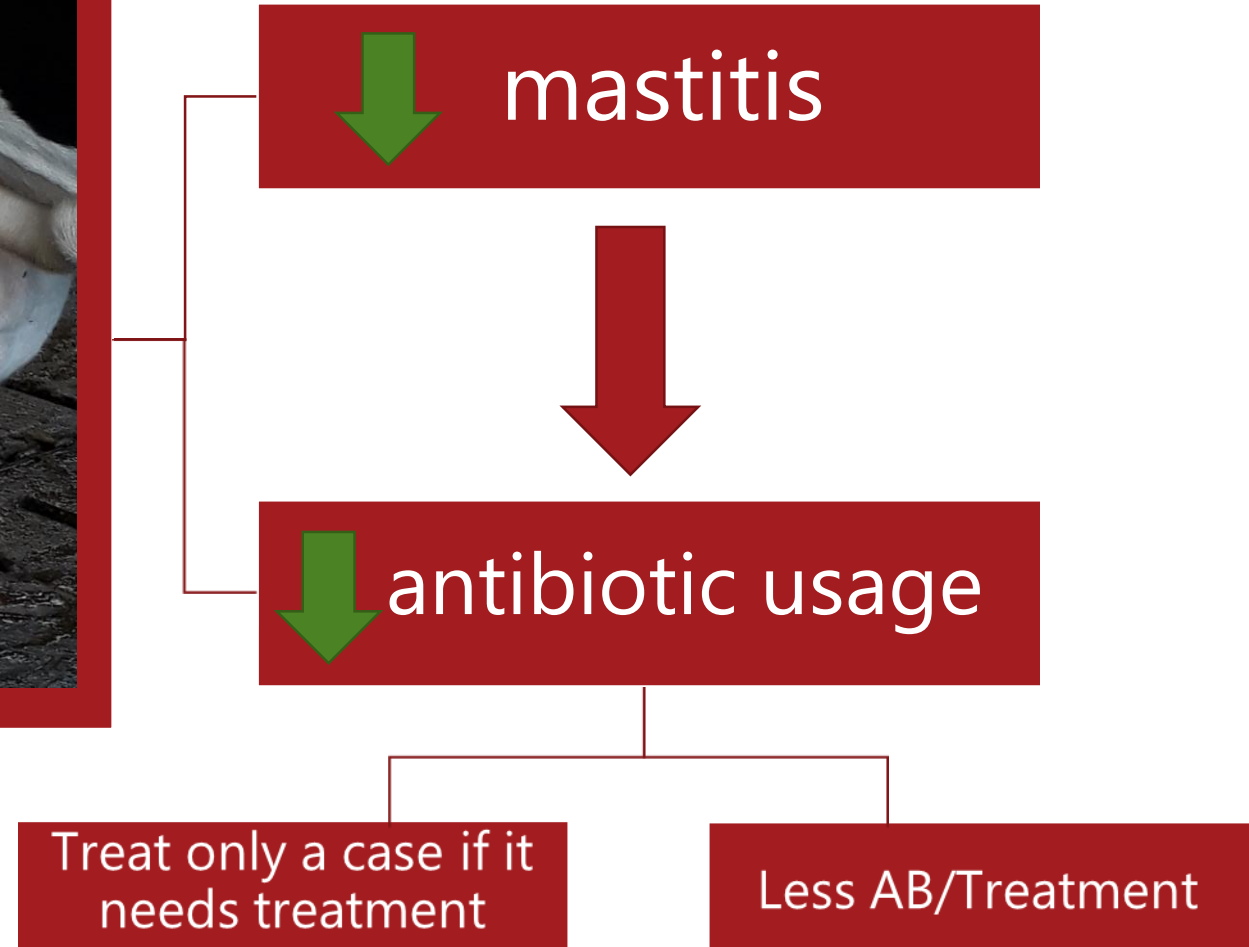 mastitis
antibiotic usage
Treat only a case if it
needs treatment
Less AB/Treatment